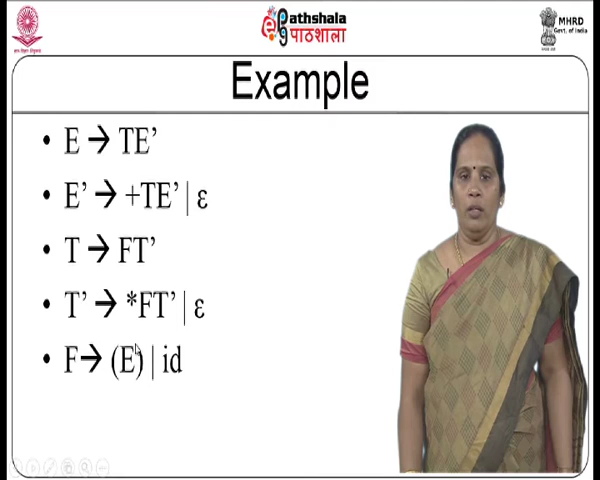 ePathshala
पाठशाला
MHRD
Govt. of India
Example
• E → TE’
• E’ → +TE’ | ε
• T → FT’
• T’ → *FT’ | ε
• F→ (E) | id